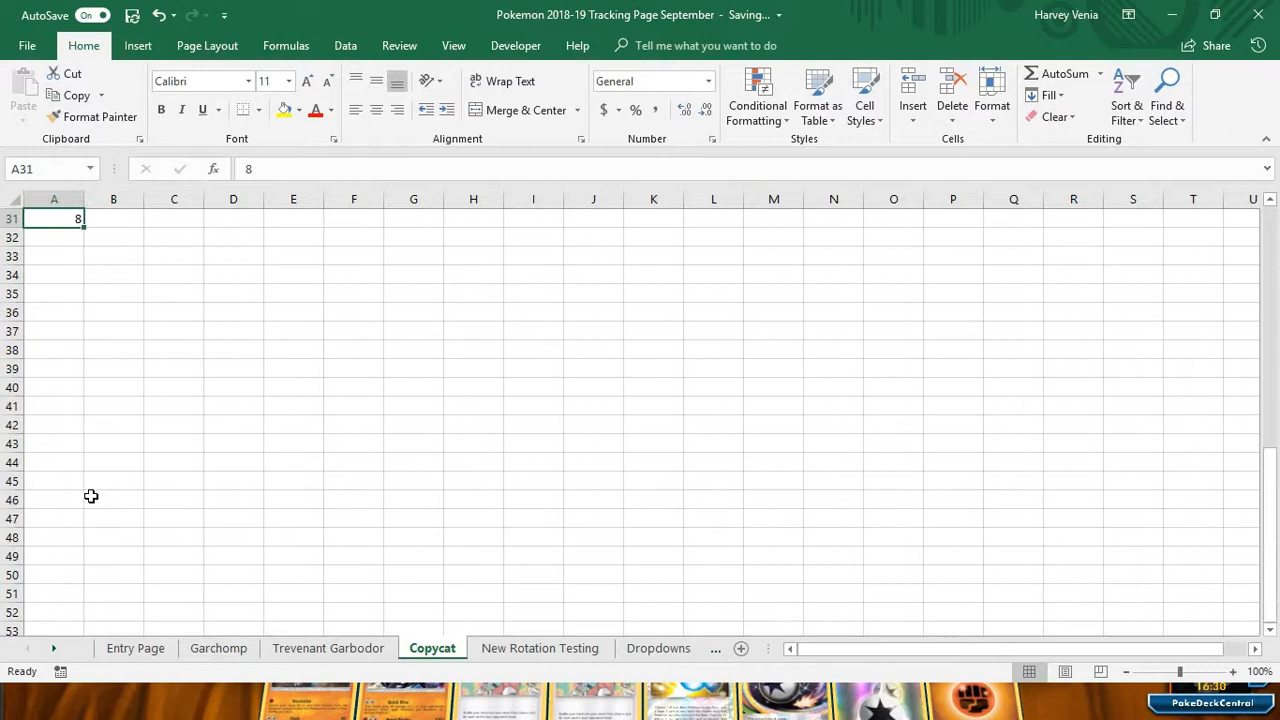 AutoSave On Pokemon 2018-19 Tracking Page September - Saving... Harvey Venia
File Home Insert Page Layout Formulas Data Review View Developer Help Tell me what you want to do Share
Paste Cut Copy Format Painter
Calibri 11 B I U A
Wrap Text Merge & Center
General $ % ,
Conditional Formatting Format as Table Cell Styles
Insert Delete Format
AutoSum Fill Clear Sort & Filter Find & Select
Clipboard Font Alignment Number Styles Cells Editing
A31 fx 8
A B C D E F G H I J K L M N O P Q R S T U
31 8
32
33
34
35
36
37
38
39
40
41
42
43
44
45
46
47
48
49
50
51
52
53
Entry Page Garchomp Trevenant Garbodor Copycat New Rotation Testing Dropdowns ...
Ready 100%
16:30
PokeDeckCentral